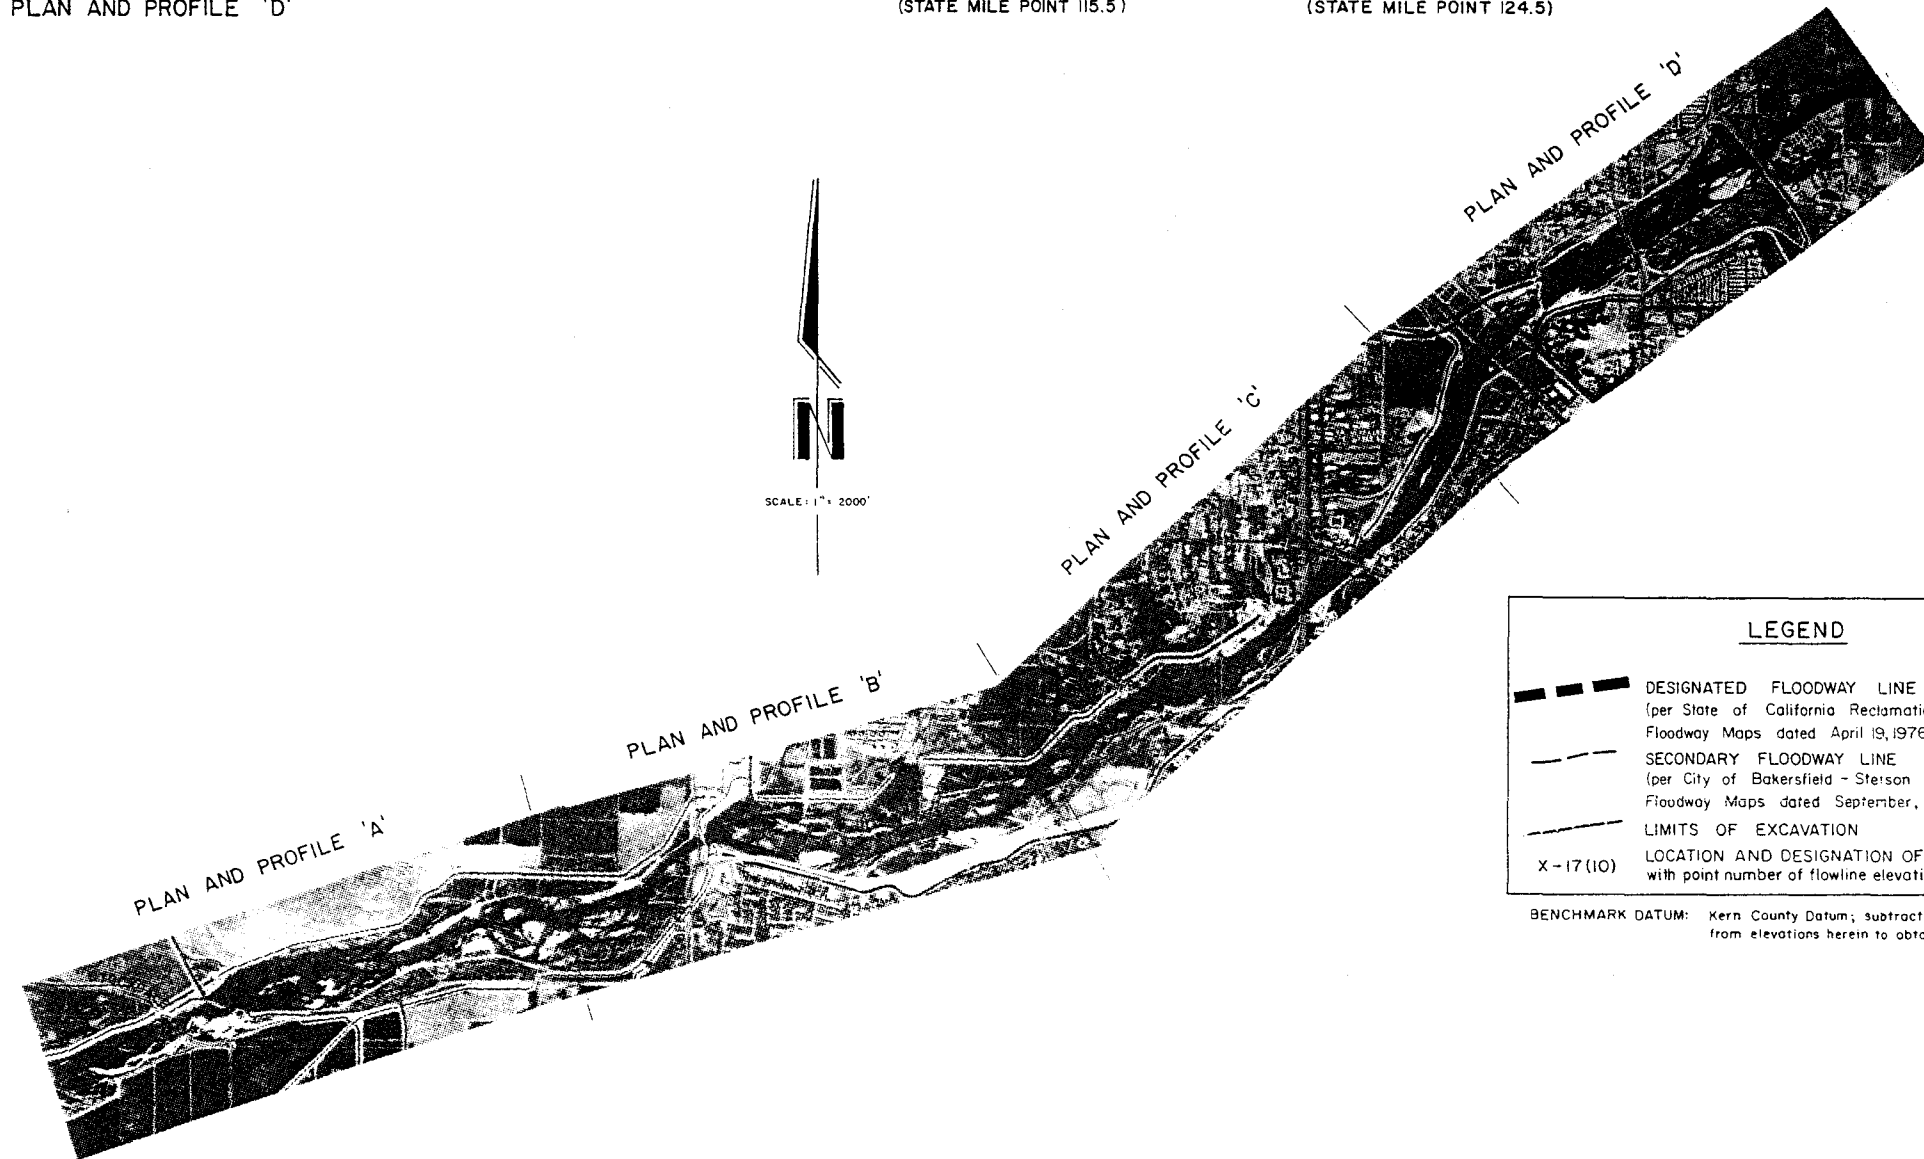 PLAN AND PROFILE 'D'
(STATE MILE POINT 115.5)
(STATE MILE POINT 124.5)
PLAN AND PROFILE 'D'
PLAN AND PROFILE 'C'
PLAN AND PROFILE 'B'
PLAN AND PROFILE 'A'
N
SCALE: 1" = 2000'
LEGEND
DESIGNATED FLOODWAY LINE
(per State of California Reclamati
Floodway Maps dated April 19, 1976
SECONDARY FLOODWAY LINE
(per City of Bakersfield - Stetson
Floodway Maps dated September,
LIMITS OF EXCAVATION
X-17(10) LOCATION AND DESIGNATION OF
with point number of flowline elevati
BENCHMARK DATUM: Kern County Datum; subtract
from elevations herein to obta